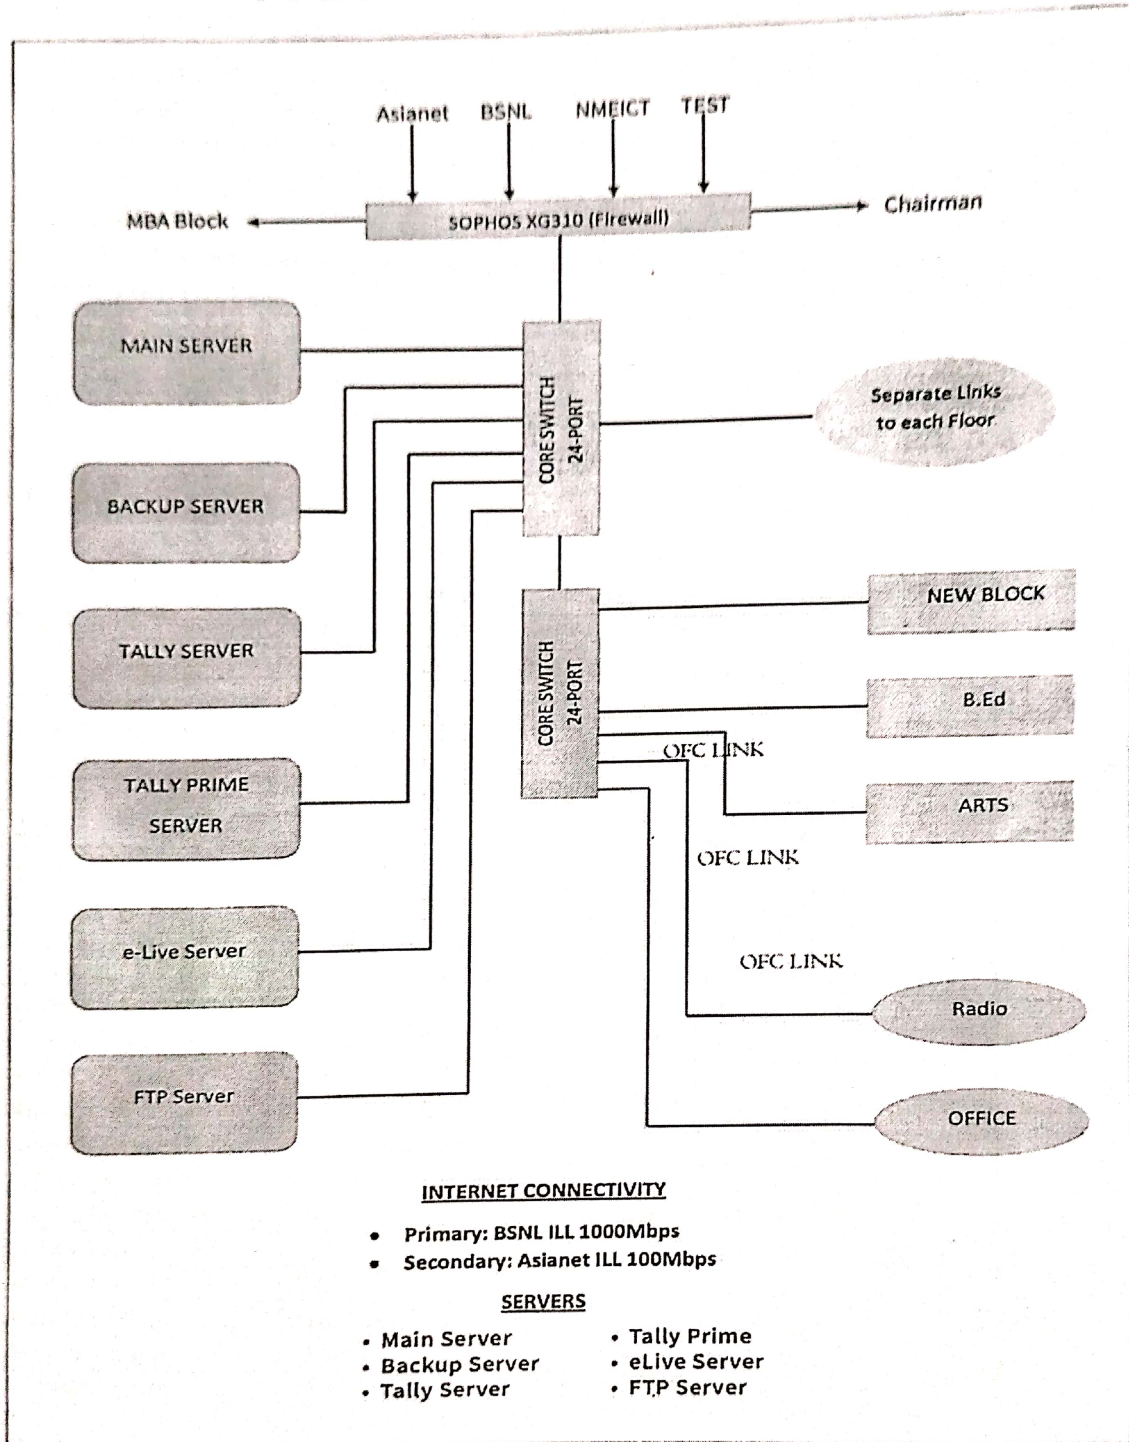 Asianet BSNL NMEICT TEST
MBA Block SOPHOS XG310 (Firewall) Chairman
MAIN SERVER
CORE SWITCH
24-PORT
Separate Links
to each Floor
BACKUP SERVER
TALLY SERVER
CORE SWITCH
24-PORT
NEW BLOCK
B.Ed
OFC LINK
TALLY PRIME
SERVER
ARTS
OFC LINK
e-Live Server
OFC LINK
Radio
FTP Server
OFFICE
INTERNET CONNECTIVITY
• Primary: BSNL ILL 1000Mbps
• Secondary: Asianet ILL 100Mbps
SERVERS
• Main Server
• Backup Server
• Tally Server
• Tally Prime
• eLive Server
• FTP Server